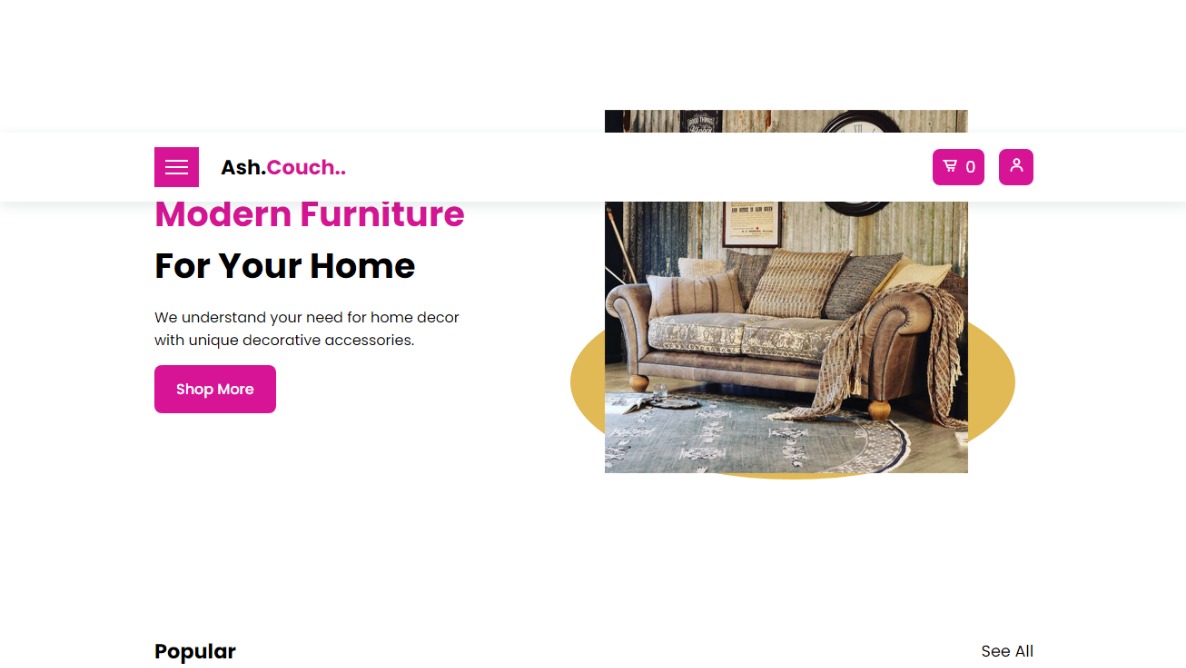 Ash.Couch..
0
Modern Furniture
For Your Home
We understand your need for home decor
with unique decorative accessories.
Shop More
Popular
See All